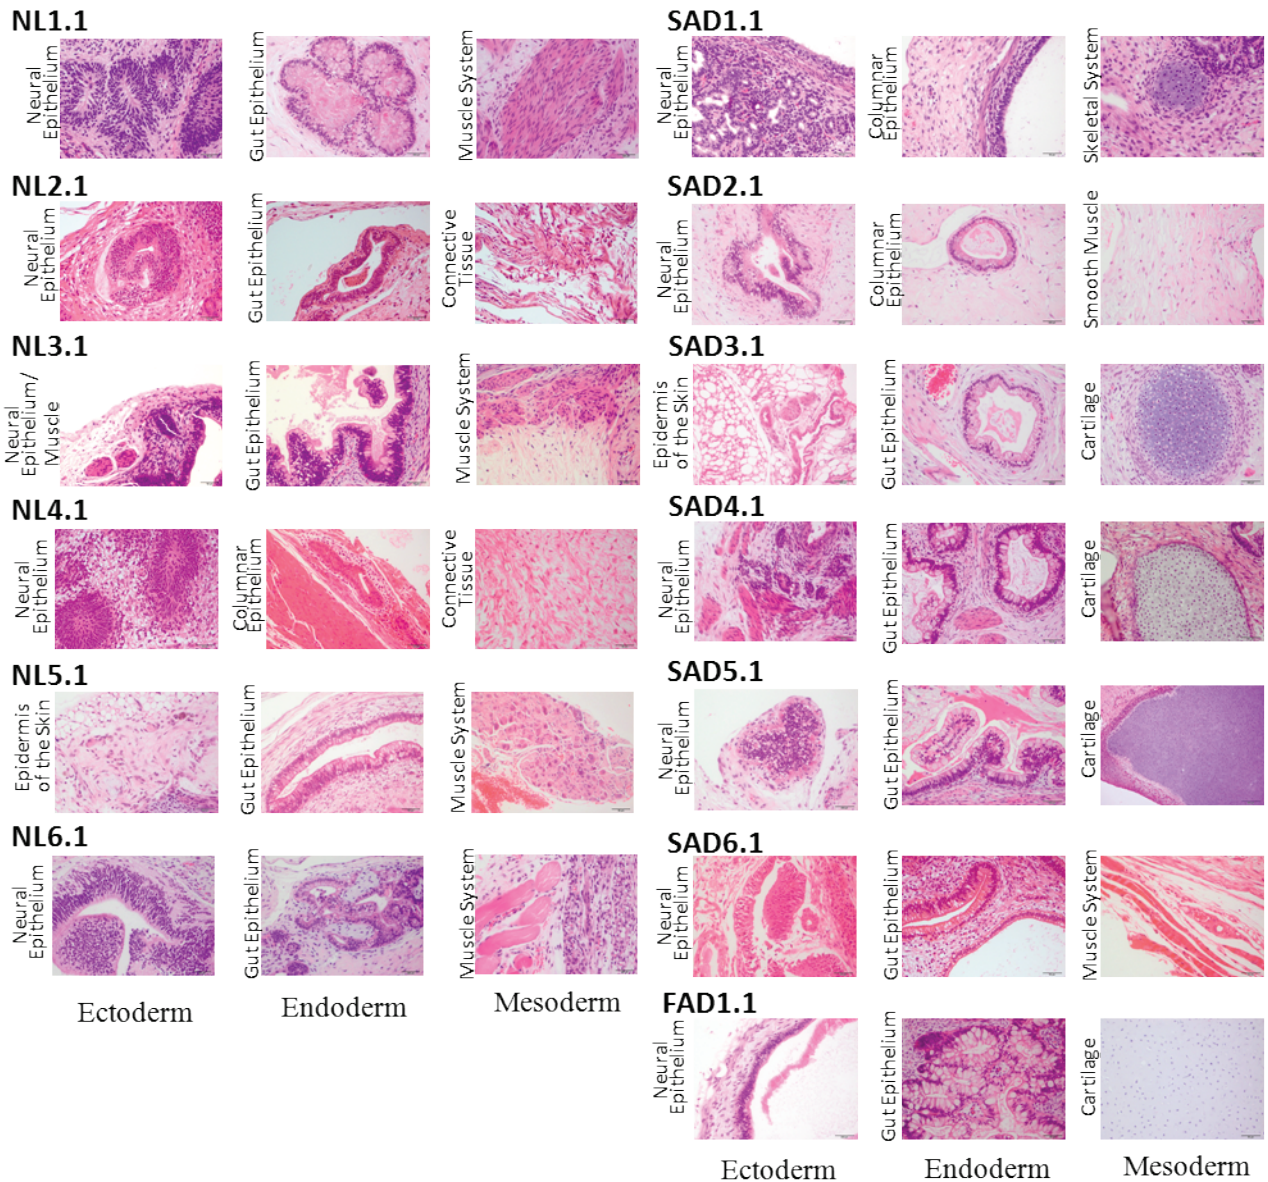 NL1.1
Neural
Epithelium
Gut Epithelium
Muscle System
NL2.1
Neural
Epithelium
Gut Epithelium
Connective
Tissue
NL3.1
Neural
Epithelium/
Muscle
Gut Epithelium
Muscle System
NL4.1
Neural
Epithelium
Columnar
Epithelium
Connective
Tissue
NL5.1
Epidermis
of the Skin
Gut Epithelium
Muscle System
NL6.1
Neural
Epithelium
Gut Epithelium
Muscle System
Ectoderm
Endoderm
Mesoderm
SAD1.1
Neural
Epithelium
Columnar
Epithelium
Skeletal System
SAD2.1
Neural
Epithelium
Columnar
Epithelium
Smooth Muscle
SAD3.1
Epidermis
of the Skin
Gut Epithelium
Cartilage
SAD4.1
Neural
Epithelium
Gut Epithelium
Cartilage
SAD5.1
Neural
Epithelium
Gut Epithelium
Cartilage
SAD6.1
Neural
Epithelium
Gut Epithelium
Muscle System
FAD1.1
Neural
Epithelium
Gut Epithelium
Cartilage
Ectoderm
Endoderm
Mesoderm